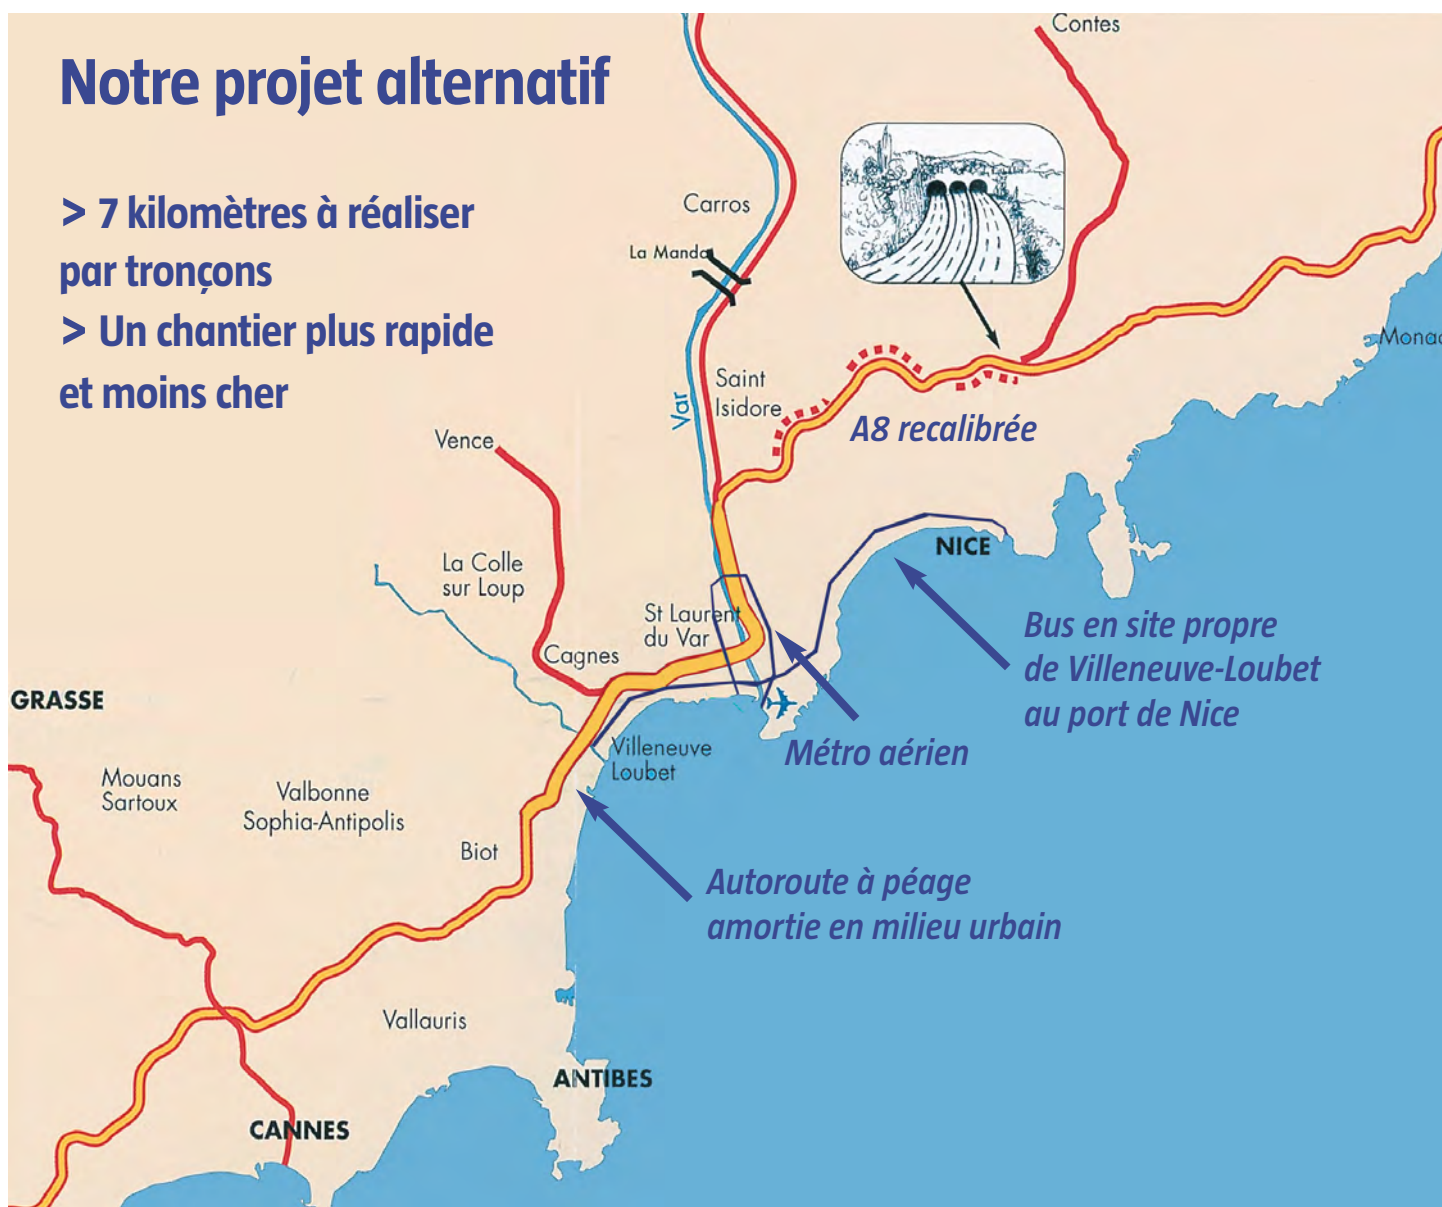 Notre projet alternatif
> 7 kilomètres à réaliser
par tronçons
> Un chantier plus rapide
et moins cher
Contes
Carros
La Manda
Monac
Saint
Isidore
Var
A8 recalibrée
Vence
NICE
La Colle
sur Loup
St Laurent
du Var
Bus en site propre
de Villeneuve-Loubet
au port de Nice
Cagnes
GRASSE
Villeneuve
Loubet
Métro aérien
Mouans
Sartoux
Valbonne
Sophia-Antipolis
Biot
Autoroute à péage
amortie en milieu urbain
Vallauris
ANTIBES
CANNES